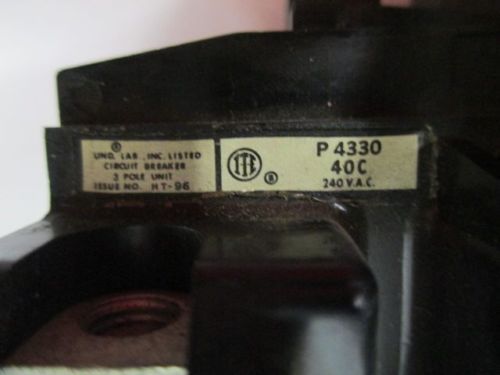 ®
UND. LAB., INC. LISTED
CIRCUIT BREAKER
3 POLE UNIT
ISSUE NO. HT-96
ITE ®
P 4330
40C
240 V.A.C.